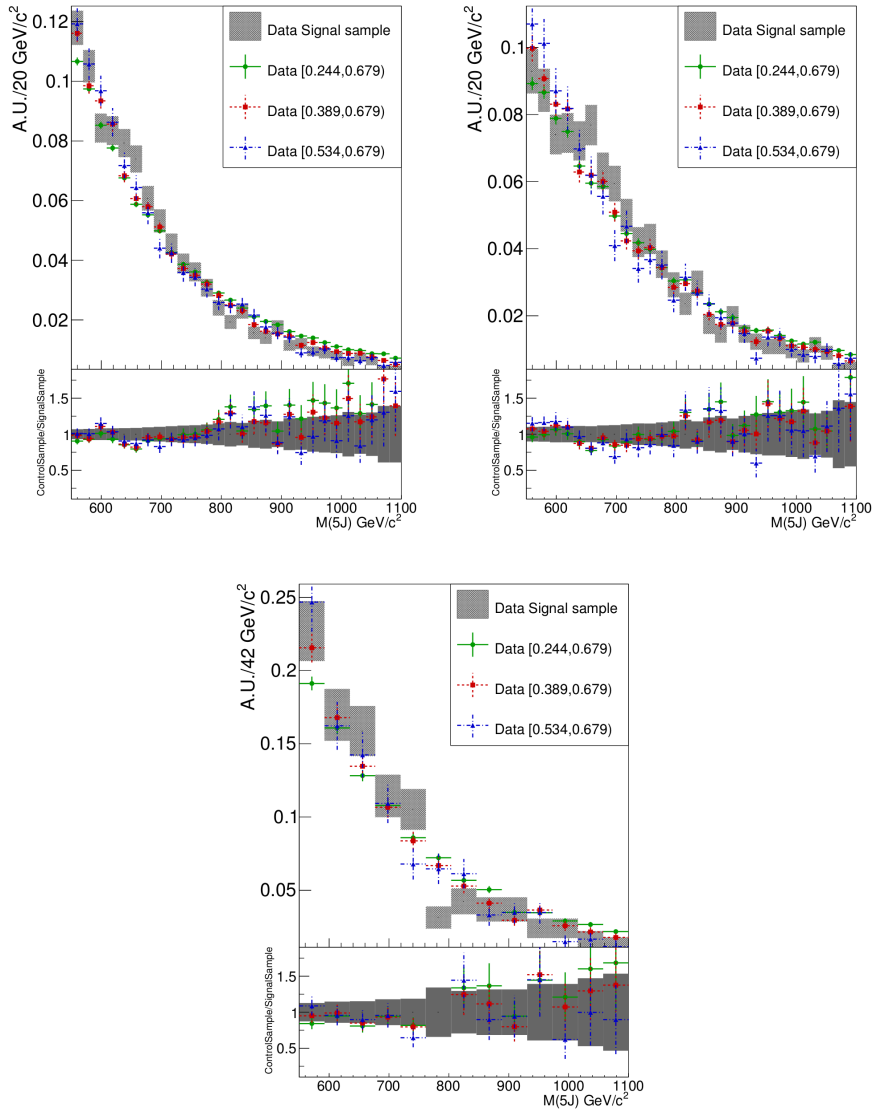 A.U./20 GeV/c²
0.12
0.1
0.08
0.06
0.04
0.02
Data Signal sample
Data [0.244,0.679)
Data [0.389,0.679)
Data [0.534,0.679)
ControlSample/SignalSample
1.5
1
0.5
600 700 800 900 1000 1100
M(5J) GeV/c²
A.U./20 GeV/c²
0.1
0.08
0.06
0.04
0.02
Data Signal sample
Data [0.244,0.679)
Data [0.389,0.679)
Data [0.534,0.679)
ControlSample/SignalSample
1.5
1
0.5
600 700 800 900 1000 1100
M(5J) GeV/c²
A.U./42 GeV/c²
0.25
0.2
0.15
0.1
0.05
Data Signal sample
Data [0.244,0.679)
Data [0.389,0.679)
Data [0.534,0.679)
ControlSample/SignalSample
1.5
1
0.5
600 700 800 900 1000 1100
M(5J) GeV/c²